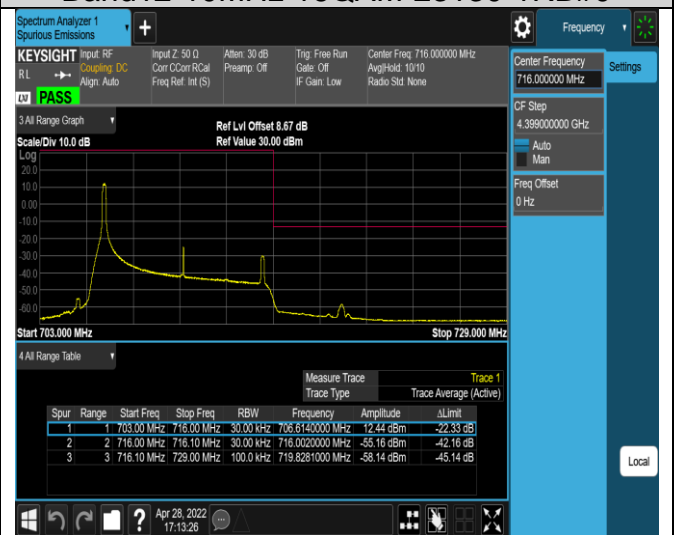 Spectrum Analyzer 1
Spurious Emissions
Frequency
KEYSIGHT Input: RF
R L
Coupling: DC
Align: Auto
Input Z: 50 Ω
Corr CCorr RCal
Freq Ref: Int (S)
Atten: 30 dB
Preamp: Off
Trig: Free Run
Gate: Off
IF Gain: Low
Center Freq: 716.000000 MHz
Avg|Hold: 10/10
Radio Std: None
LXI PASS
Center Frequency
716.000000 MHz
Settings
CF Step
4.399000000 GHz
Auto
Man
Freq Offset
0 Hz
3 All Range Graph
Ref Lvl Offset 8.67 dB
Scale/Div 10.0 dB
Ref Value 30.00 dBm
Log
20.0
10.0
0.00
-10.0
-20.0
-30.0
-40.0
-50.0
-60.0
Start 703.000 MHz
Stop 729.000 MHz
4 All Range Table
Measure Trace Trace 1
Trace Type Trace Average (Active)
Spur Range Start Freq Stop Freq RBW Frequency Amplitude ΔLimit
1 1 703.00 MHz 716.00 MHz 30.00 kHz 706.6140000 MHz 12.44 dBm -22.33 dB
2 2 716.00 MHz 716.10 MHz 30.00 kHz 716.0020000 MHz -55.16 dBm -42.16 dB
3 3 716.10 MHz 729.00 MHz 100.0 kHz 719.8281000 MHz -58.14 dBm -45.14 dB
Local
Apr 28, 2022
17:13:26